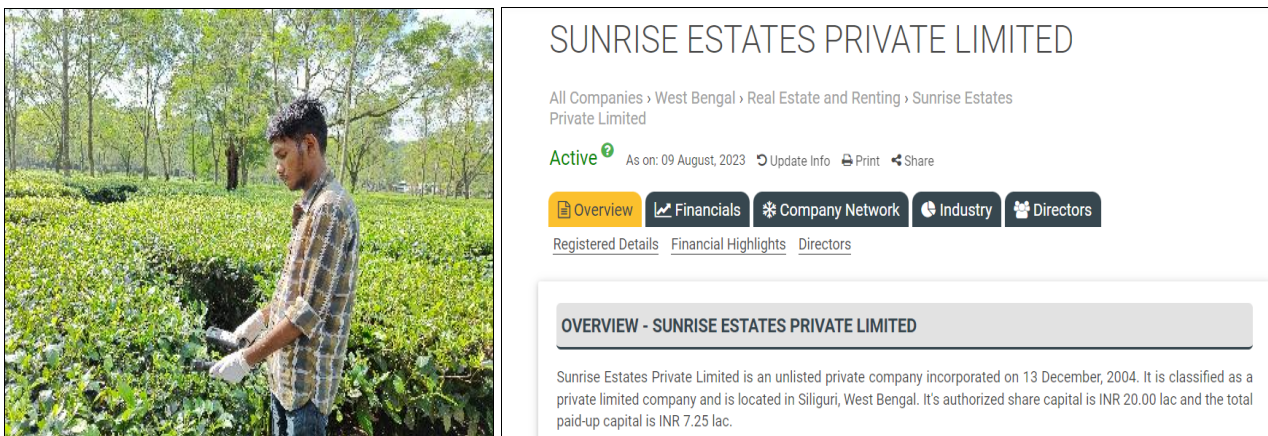 SUNRISE ESTATES PRIVATE LIMITED
All Companies › West Bengal › Real Estate and Renting › Sunrise Estates
Private Limited
Active ? As on: 09 August, 2023 Update Info Print Share
Overview Financials Company Network Industry Directors
Registered Details Financial Highlights Directors
OVERVIEW - SUNRISE ESTATES PRIVATE LIMITED
Sunrise Estates Private Limited is an unlisted private company incorporated on 13 December, 2004. It is classified as a
private limited company and is located in Siliguri, West Bengal. It's authorized share capital is INR 20.00 lac and the total
paid-up capital is INR 7.25 lac.